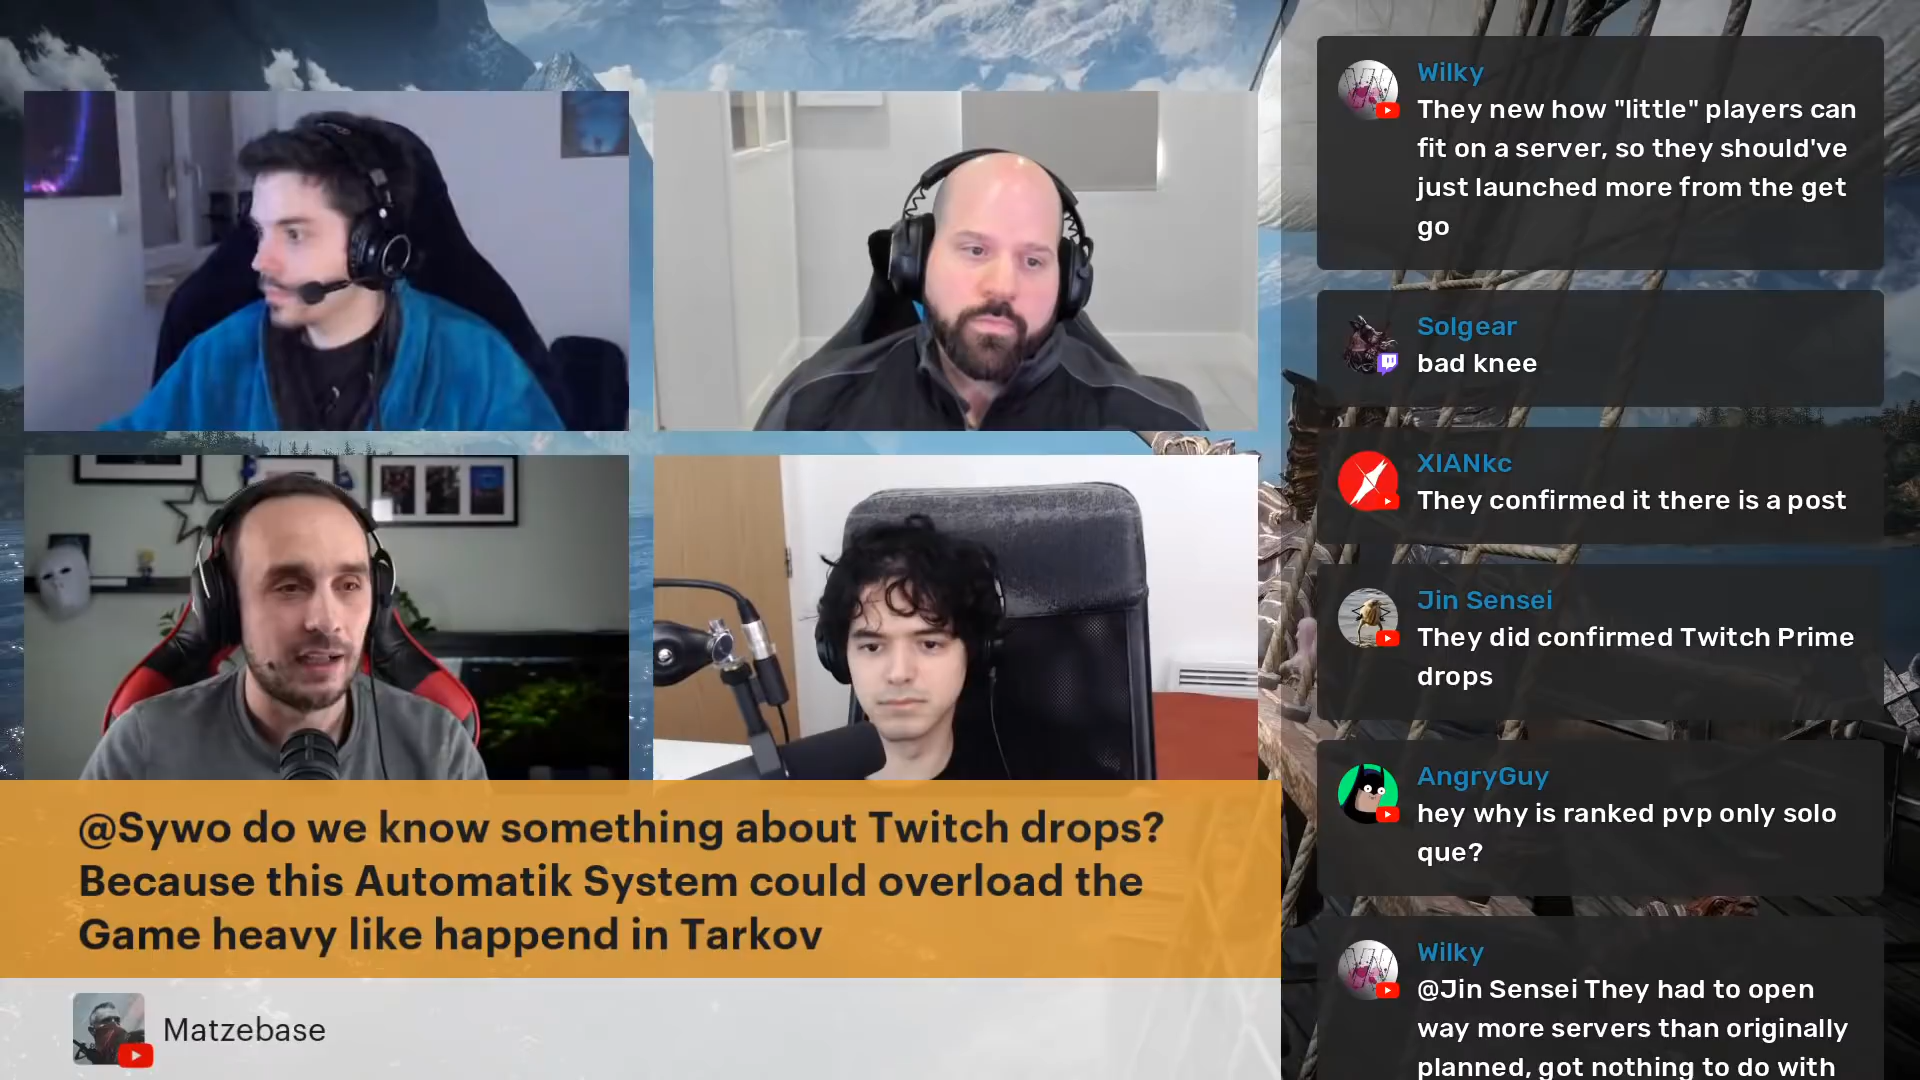 Wilky
They new how "little" players can
fit on a server, so they should've
just launched more from the get
go
Solgear
bad knee
XIANkc
They confirmed it there is a post
Jin Sensei
They did confirmed Twitch Prime
drops
AngryGuy
hey why is ranked pvp only solo
que?
Wilky
@Jin Sensei They had to open
way more servers than originally
planned, got nothing to do with
@Sywo do we know something about Twitch drops?
Because this Automatik System could overload the
Game heavy like happend in Tarkov
Matzebase